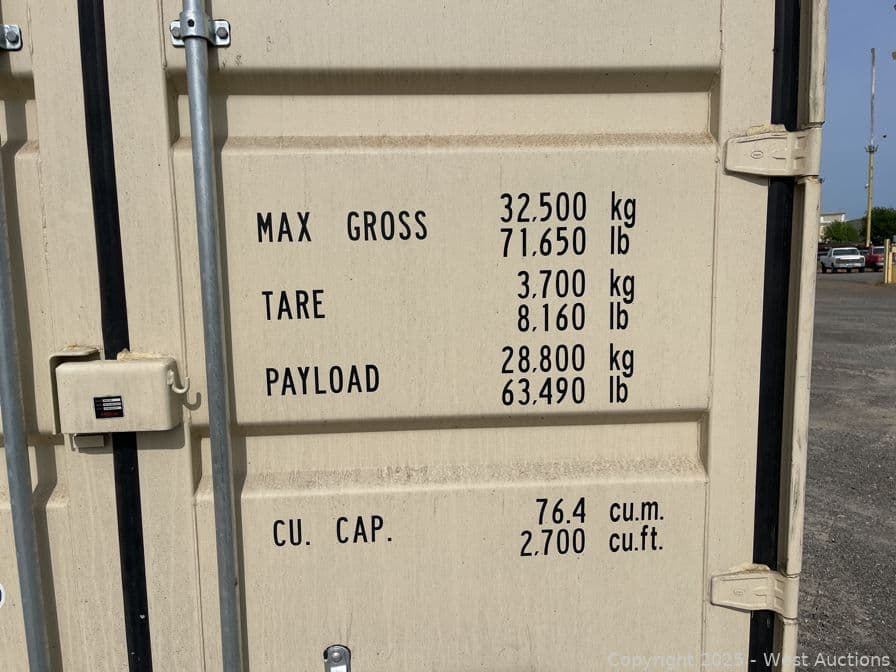 MAX GROSS 32,500 kg
71,650 lb
TARE 3,700 kg
8,160 lb
PAYLOAD 28,800 kg
63,490 lb
CU. CAP. 76.4 cu.m.
2,700 cu.ft.
Copyright 2025 - West Auctions